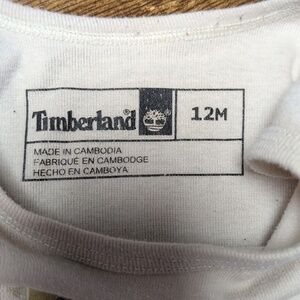 Timberland® 12M
MADE IN CAMBODIA
FABRIQUÉ EN CAMBODGE
HECHO EN CAMBOYA